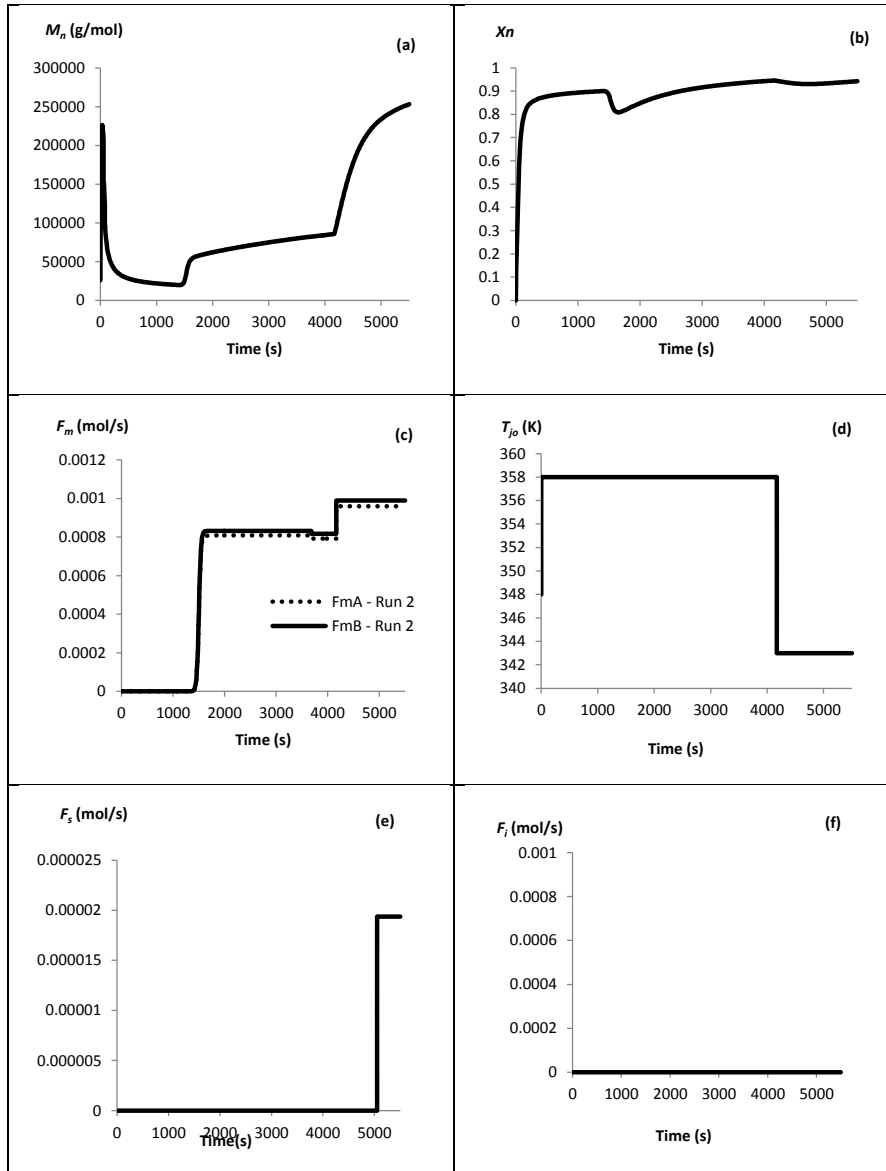 Mn (g/mol)
(a)
300000
250000
200000
150000
100000
50000
0
0 1000 2000 3000 4000 5000
Time (s)
Xn
(b)
1
0.9
0.8
0.7
0.6
0.5
0.4
0.3
0.2
0.1
0
0 1000 2000 3000 4000 5000
Time (s)
Fm (mol/s)
(c)
0.0012
0.001
0.0008
0.0006
0.0004
0.0002
0
FmA - Run 2
FmB - Run 2
0 1000 2000 3000 4000 5000
Time (s)
Tjo (K)
(d)
360
358
356
354
352
350
348
346
344
342
340
0 1000 2000 3000 4000 5000
Time (s)
Fs (mol/s)
(e)
0.000025
0.00002
0.000015
0.00001
0.000005
0
0 1000 2000 3000 4000 5000
Time(s)
(f)
Fi (mol/s)
0.001
0.0008
0.0006
0.0004
0.0002
0
0 1000 2000 3000 4000 5000
Time (s)